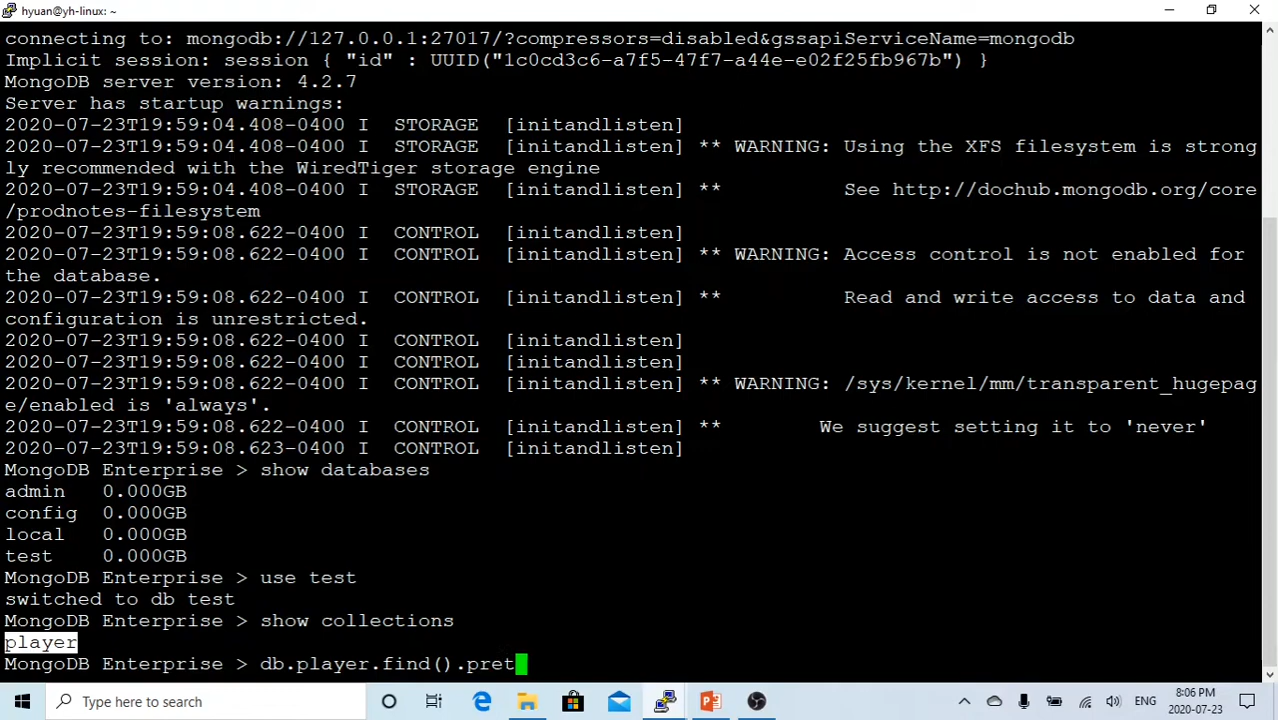 hyuan@yh-linux: ~
connecting to: mongodb://127.0.0.1:27017/?compressors=disabled&gssapiServiceName=mongodb
Implicit session: session { "id" : UUID("1c0cd3c6-a7f5-47f7-a44e-e02f25fb967b") }
MongoDB server version: 4.2.7
Server has startup warnings:
2020-07-23T19:59:04.408-0400 I  STORAGE  [initandlisten]
2020-07-23T19:59:04.408-0400 I  STORAGE  [initandlisten] ** WARNING: Using the XFS filesystem is strong
ly recommended with the WiredTiger storage engine
2020-07-23T19:59:04.408-0400 I  STORAGE  [initandlisten] **          See http://dochub.mongodb.org/core
/prodnotes-filesystem
2020-07-23T19:59:08.622-0400 I  CONTROL  [initandlisten]
2020-07-23T19:59:08.622-0400 I  CONTROL  [initandlisten] ** WARNING: Access control is not enabled for
the database.
2020-07-23T19:59:08.622-0400 I  CONTROL  [initandlisten] **          Read and write access to data and
configuration is unrestricted.
2020-07-23T19:59:08.622-0400 I  CONTROL  [initandlisten]
2020-07-23T19:59:08.622-0400 I  CONTROL  [initandlisten]
2020-07-23T19:59:08.622-0400 I  CONTROL  [initandlisten] ** WARNING: /sys/kernel/mm/transparent_hugepag
e/enabled is 'always'.
2020-07-23T19:59:08.622-0400 I  CONTROL  [initandlisten] **        We suggest setting it to 'never'
2020-07-23T19:59:08.623-0400 I  CONTROL  [initandlisten]
MongoDB Enterprise > show databases
admin   0.000GB
config  0.000GB
local   0.000GB
test    0.000GB
MongoDB Enterprise > use test
switched to db test
MongoDB Enterprise > show collections
player
MongoDB Enterprise > db.player.find().pret
Type here to search
ENG
8:06 PM
2020-07-23